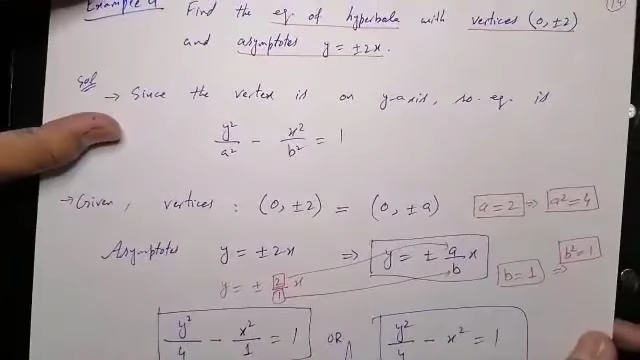 Example 4 Find the eq. of hyperbola with vertices (0, ±2)
and asymptotes y = ±2x.
Sol
→ Since the vertex is on y-axis, so eq. is
y²/a² - x²/b² = 1
→ Given, vertices : (0, ±2) = (0, ±a) a=2 ⇒ a²=4
Asymptotes y = ±2x ⇒ y = ± a/b x
y = ± 2/1 x b=1 ⇒ b²=1
y²/4 - x²/1 = 1 OR y²/4 - x² = 1